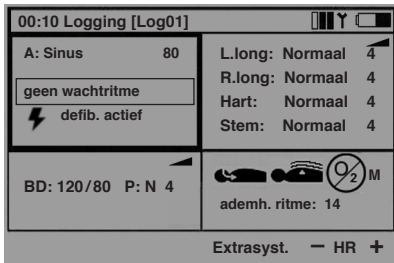 00:10 Logging [Log01]
A: Sinus 80
geen wachtritme
defib. actief
L.long: Normaal 4
R.long: Normaal 4
Hart: Normaal 4
Stem: Normaal 4
BD: 120/80 P: N 4
O/2 M
ademh. ritme: 14
Extrasyst. − HR +